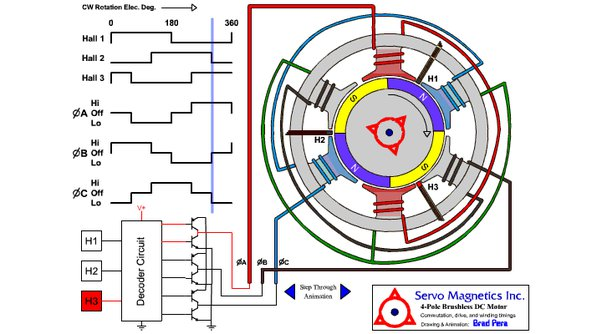 CW Rotation Elec. Deg.
0 180 360
Hall 1
Hall 2
Hall 3
Hi
ØA Off
Lo
Hi
ØB Off
Lo
Hi
ØC Off
Lo
V+
Decoder Circuit
H1
H2
H3
ØA ØB ØC
H1
H2
H3
S
N
N
S
Step Through
Animation
Servo Magnetics Inc.
4-Pole Brushless DC Motor
Commutation, drive, and winding timings
Drawing & Animation: Brad Pera